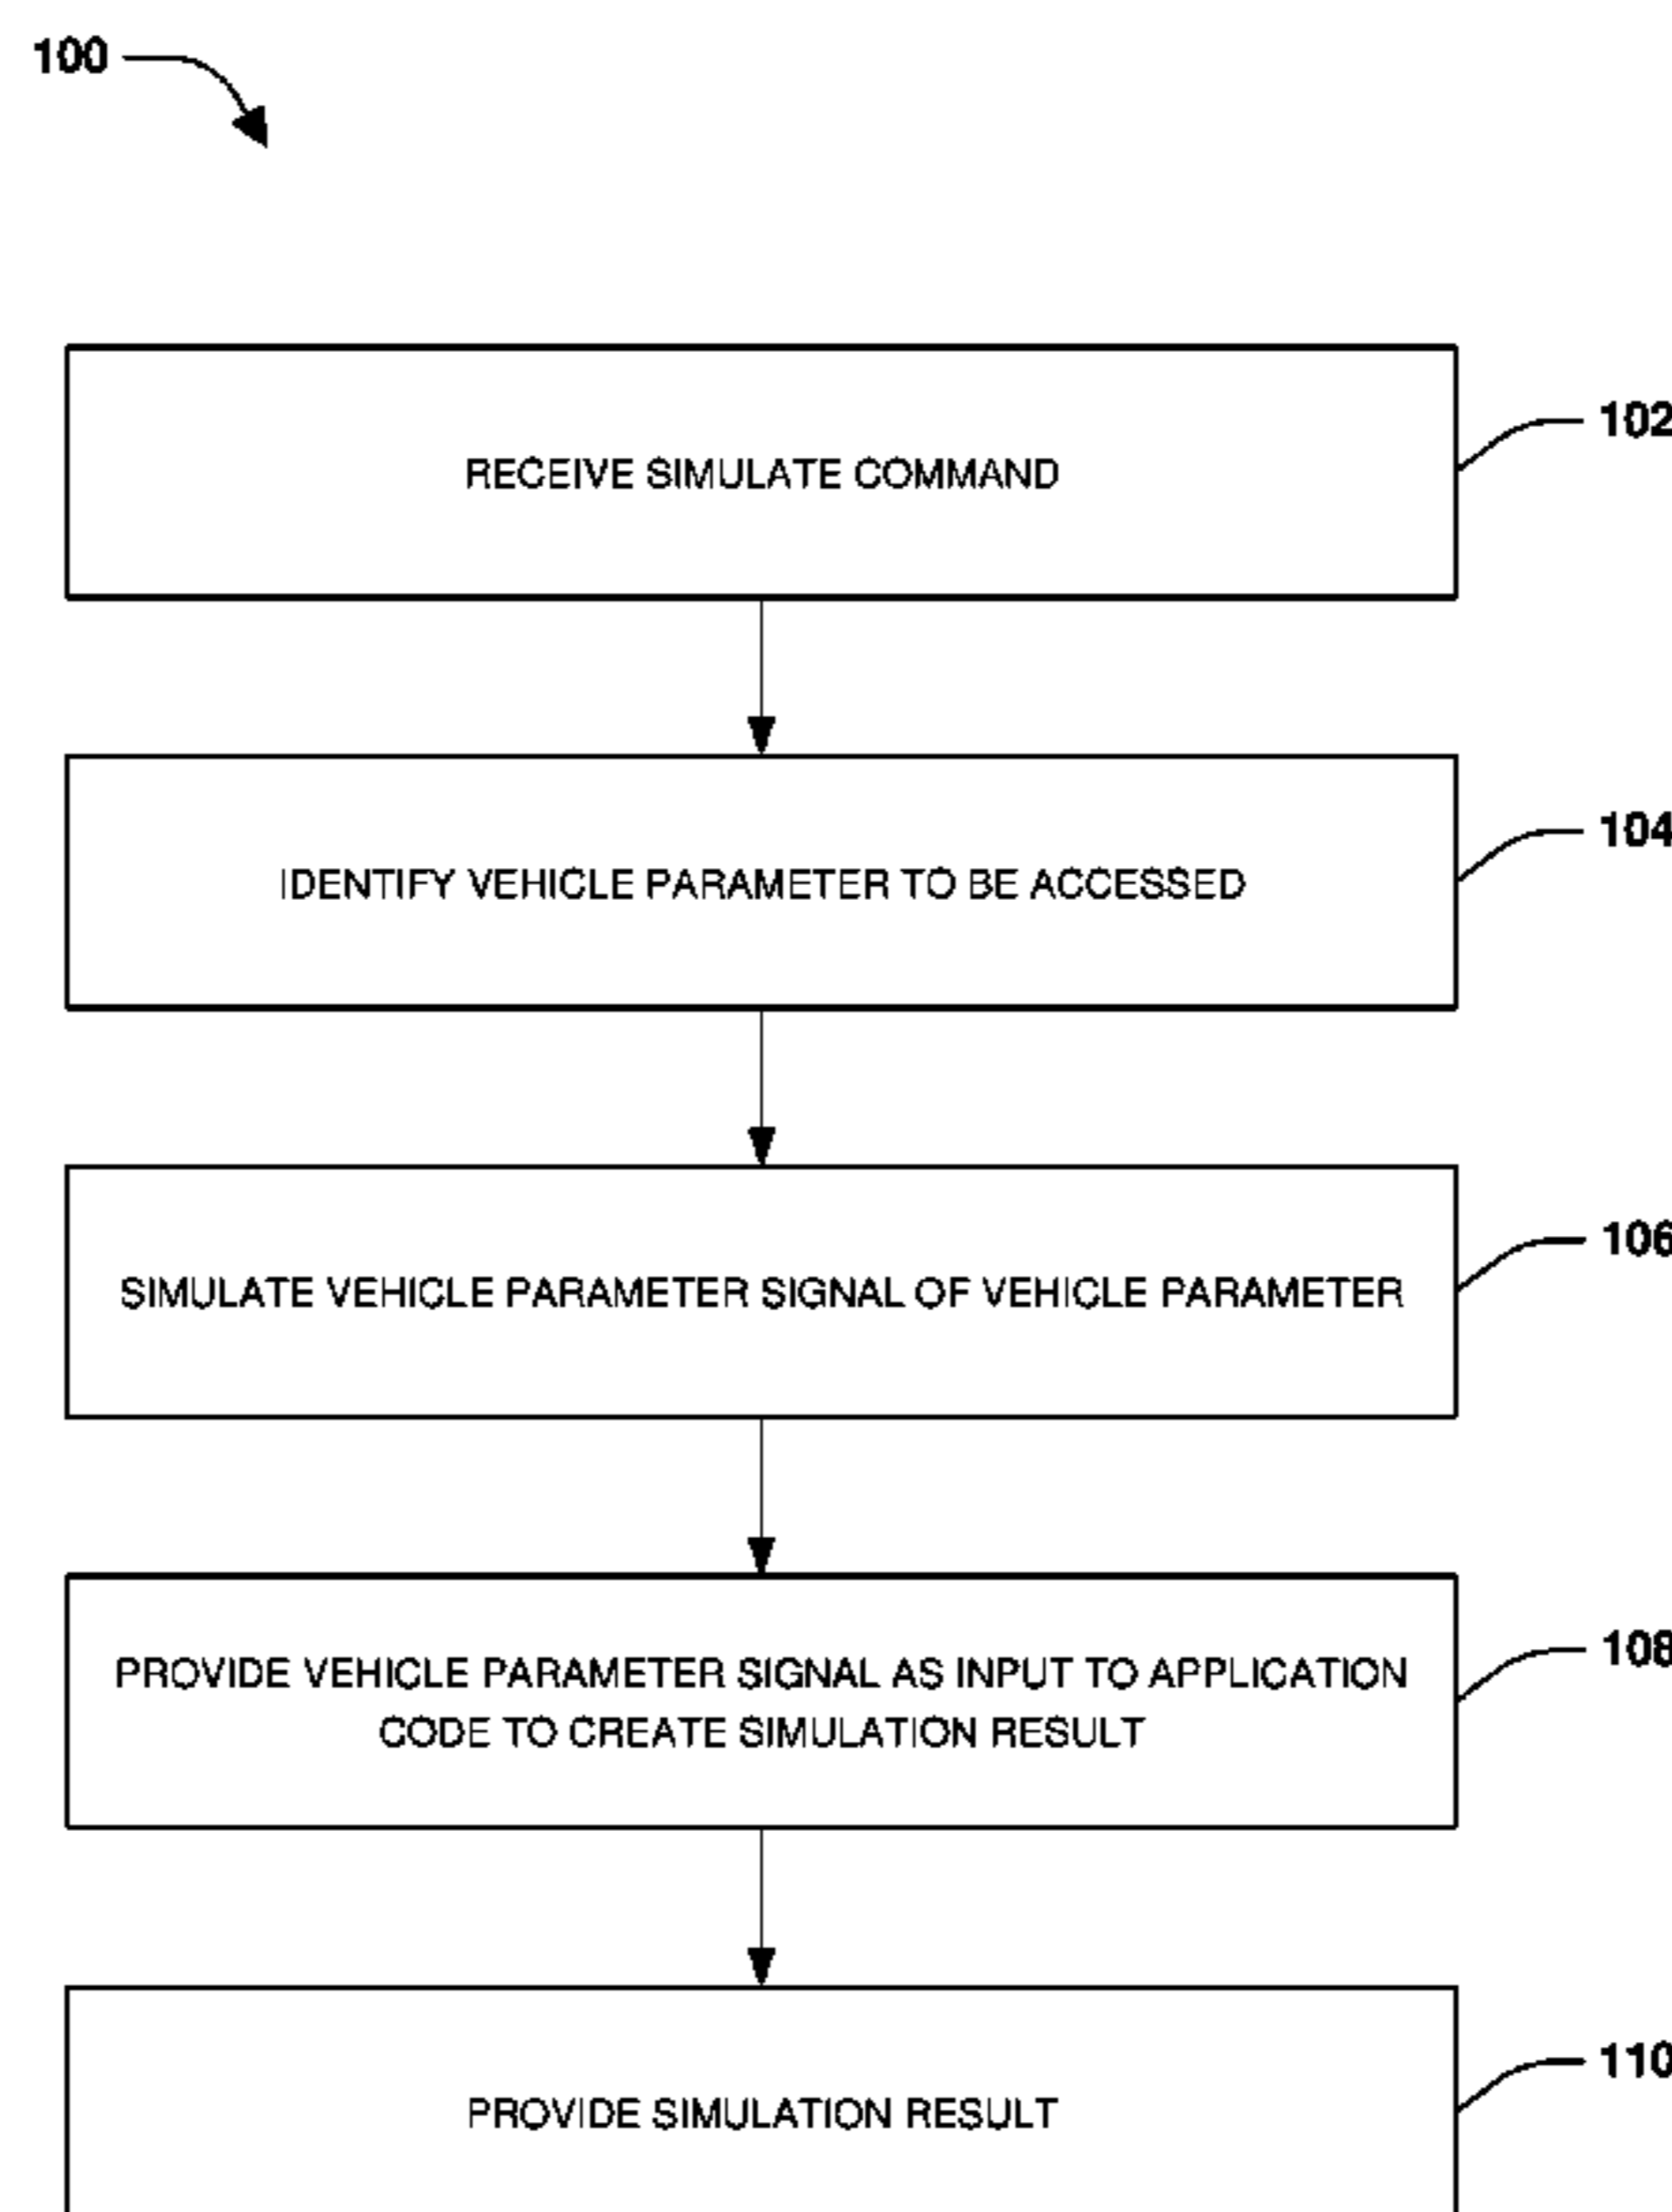 100
RECEIVE SIMULATE COMMAND
102
IDENTIFY VEHICLE PARAMETER TO BE ACCESSED
104
SIMULATE VEHICLE PARAMETER SIGNAL OF VEHICLE PARAMETER
106
PROVIDE VEHICLE PARAMETER SIGNAL AS INPUT TO APPLICATION
CODE TO CREATE SIMULATION RESULT
108
PROVIDE SIMULATION RESULT
110